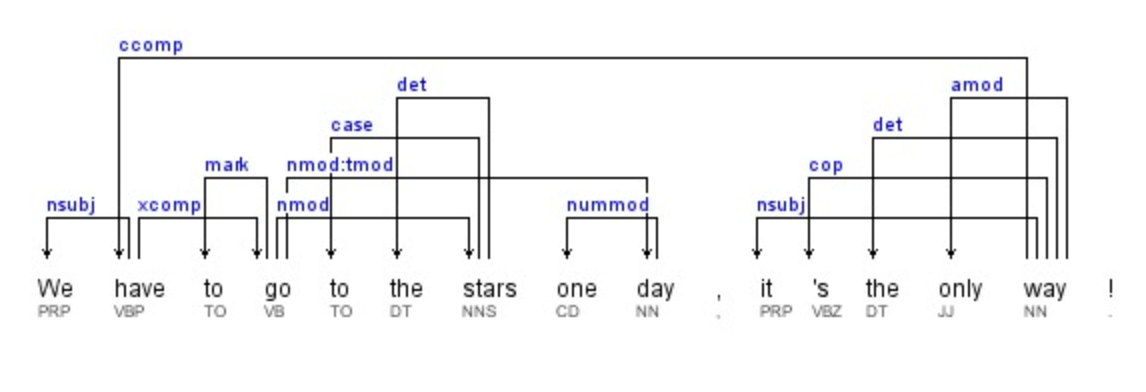 ccomp
det amod
case det
mark nmod:tmod cop
nsubj xcomp nmod nummod nsubj
We have to go to the stars one day , it 's the only way !
PRP VBP TO VB TO DT NNS CD NN , PRP VBZ DT JJ NN .